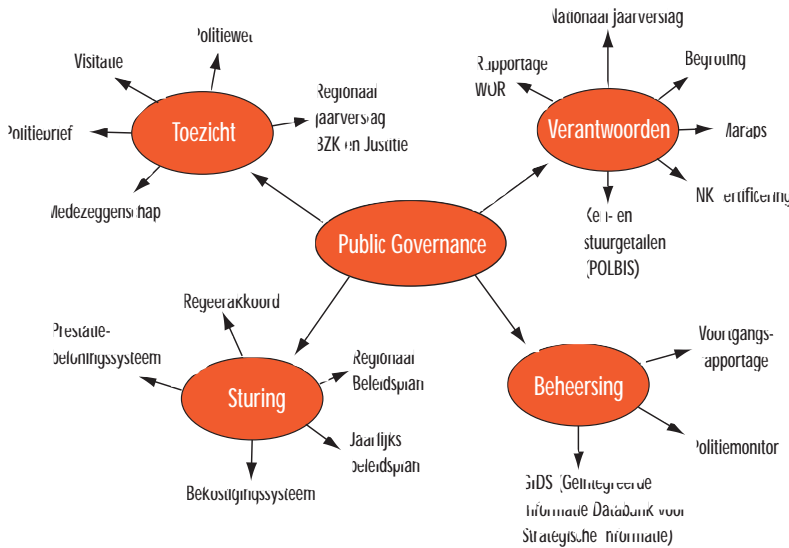 Politiewet
Visitatie
Regionaal
jaarverslag
BZK en Justitie
Politiebrief
Toezicht
Medezeggenschap
Nationaal jaarverslag
Rapportage
WOR
Begroting
Verantwoorden
Maraps
INK certificering
Ken- en
stuurgetallen
(POLBIS)
Public Governance
Regeerakkoord
Prestatie-
beloningssysteem
Regionaal
Beleidsplan
Sturing
Jaarlijks
beleidsplan
Bekostigingssysteem
Voortgangs-
rapportage
Beheersing
Politiemonitor
GIDS (Geïntegreerde
Informatie Databank voor
Strategische Informatie)